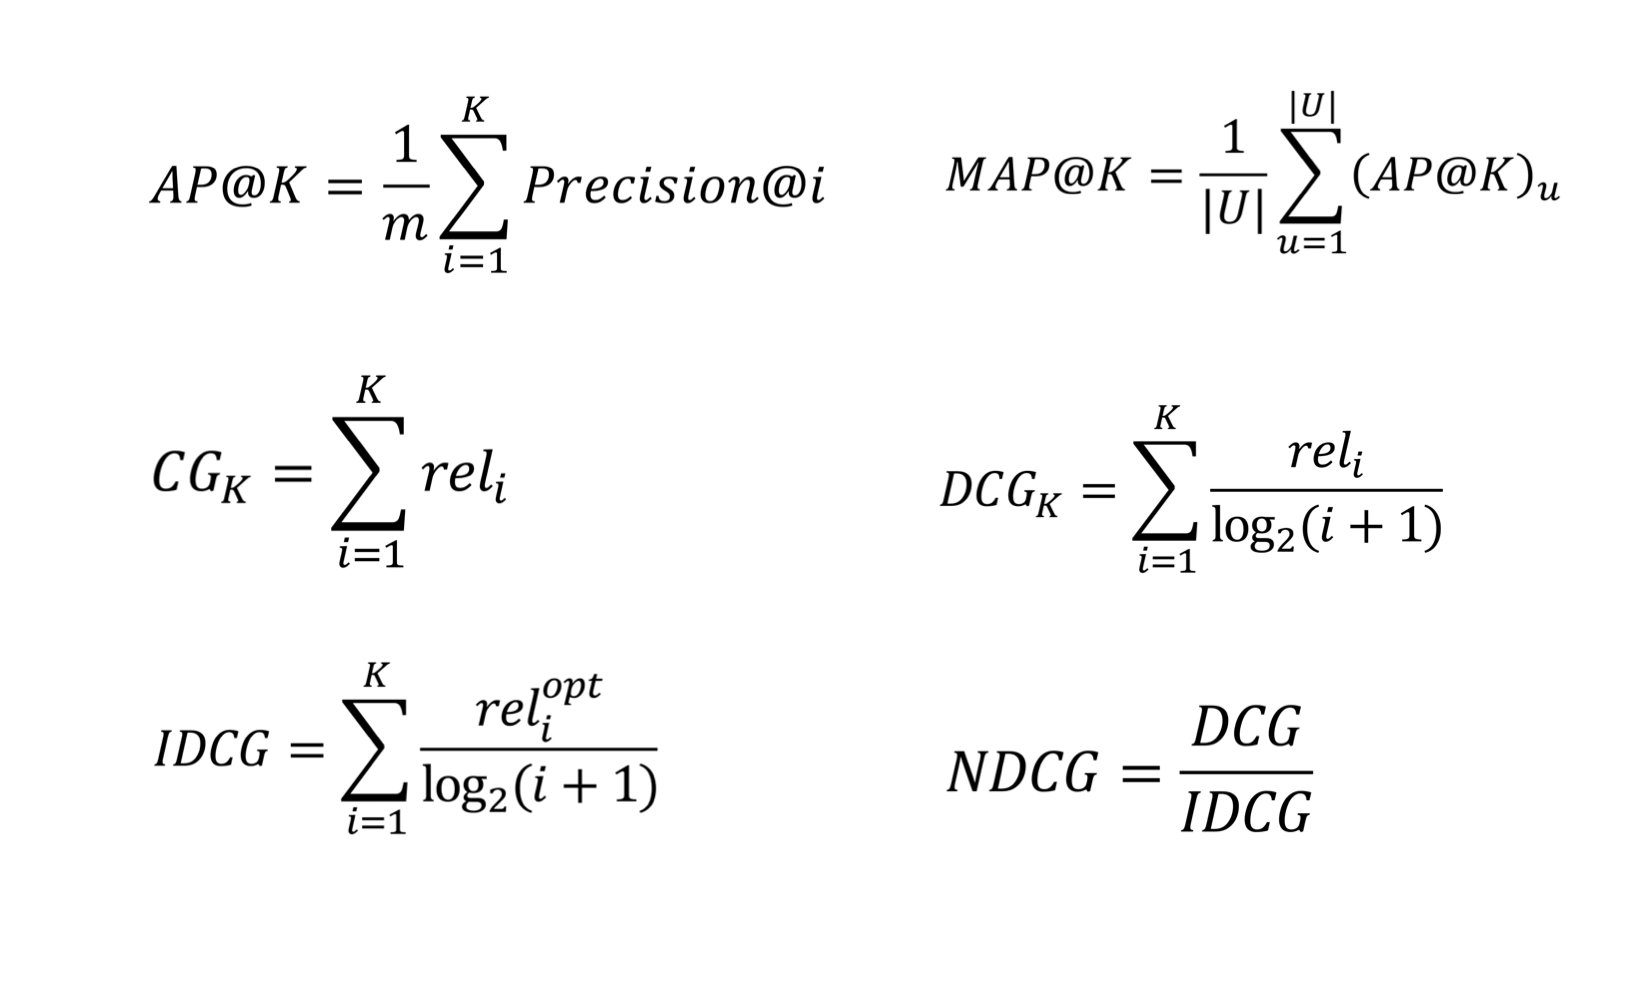 AP@K = \frac{1}{m} \sum_{i=1}^{K} Precision@i
MAP@K = \frac{1}{|U|} \sum_{u=1}^{|U|} (AP@K)_u
CG_K = \sum_{i=1}^{K} rel_i
DCG_K = \sum_{i=1}^{K} \frac{rel_i}{\log_2(i + 1)}
IDCG = \sum_{i=1}^{K} \frac{rel_i^{opt}}{\log_2(i + 1)}
NDCG = \frac{DCG}{IDCG}